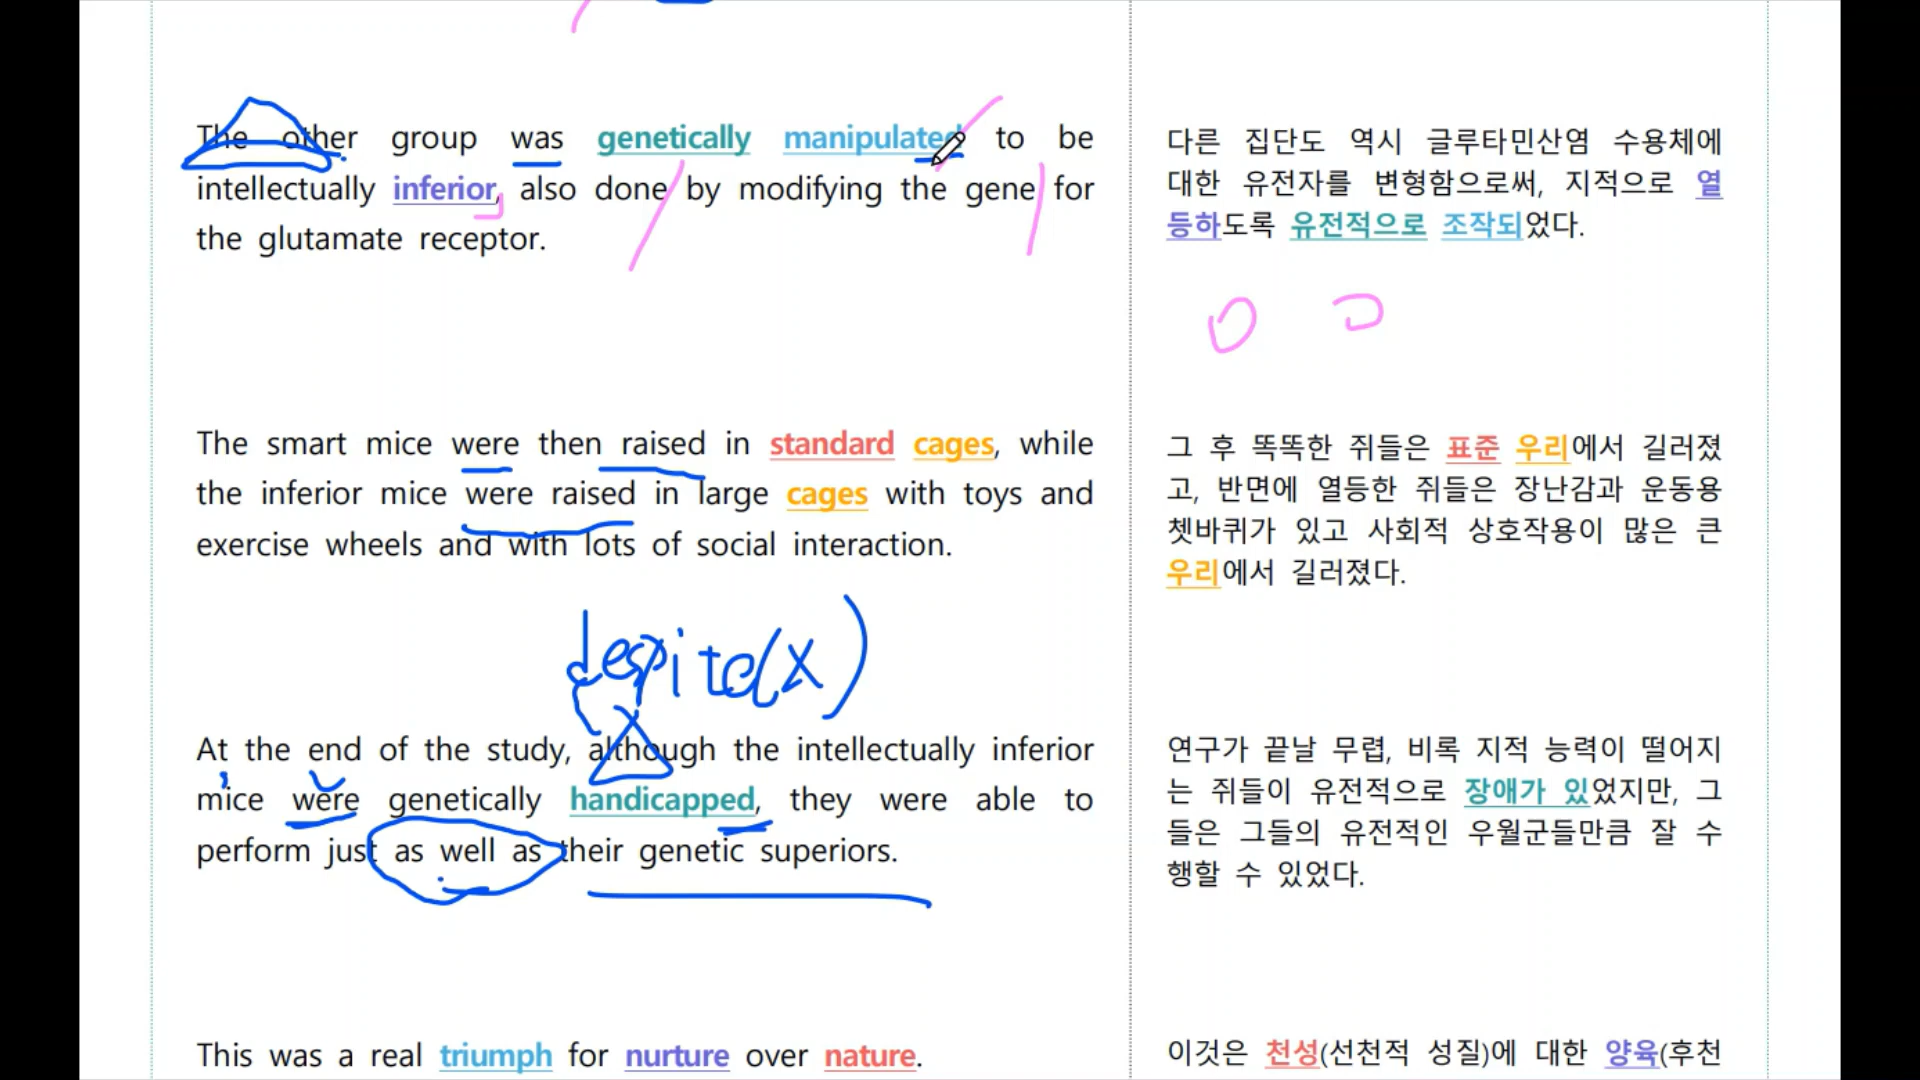 The other group was genetically manipulated to be
intellectually inferior, also done by modifying the gene for
the glutamate receptor.
다른 집단도 역시 글루타민산염 수용체에
대한 유전자를 변형함으로써, 지적으로 열
등하도록 유전적으로 조작되었다.
The smart mice were then raised in standard cages, while
the inferior mice were raised in large cages with toys and
exercise wheels and with lots of social interaction.
그 후 똑똑한 쥐들은 표준 우리에서 길러졌
고, 반면에 열등한 쥐들은 장난감과 운동용
쳇바퀴가 있고 사회적 상호작용이 많은 큰
우리에서 길러졌다.
despite(X)
At the end of the study, although the intellectually inferior
mice were genetically handicapped, they were able to
perform just as well as their genetic superiors.
연구가 끝날 무렵, 비록 지적 능력이 떨어지
는 쥐들이 유전적으로 장애가 있었지만, 그
들은 그들의 유전적인 우월군들만큼 잘 수
행할 수 있었다.
This was a real triumph for nurture over nature.
이것은 천성(선천적 성질)에 대한 양육(후천